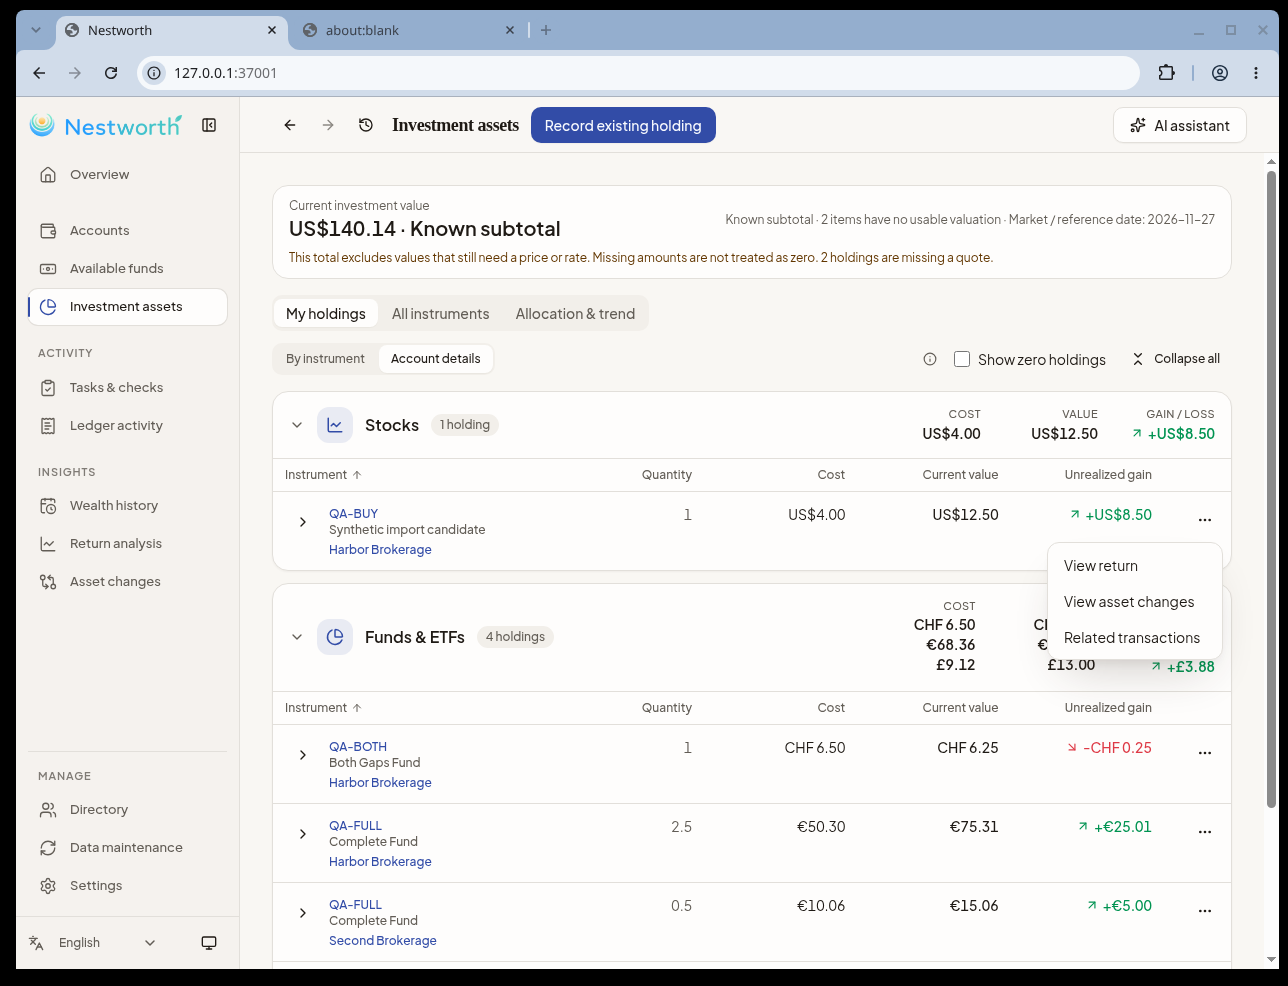 Nestworth
about:blank
127.0.0.1:37001
Nestworth
Investment assets
Record existing holding
AI assistant
Overview
Accounts
Available funds
Investment assets
ACTIVITY
Tasks & checks
Ledger activity
INSIGHTS
Wealth history
Return analysis
Asset changes
MANAGE
Directory
Data maintenance
Settings
English
Current investment value
US$140.14 · Known subtotal
Known subtotal · 2 items have no usable valuation · Market / reference date: 2026-11-27
This total excludes values that still need a price or rate. Missing amounts are not treated as zero. 2 holdings are missing a quote.
My holdings All instruments Allocation & trend
By instrument Account details
Show zero holdings Collapse all
Stocks 1 holding
COST VALUE GAIN / LOSS
US$4.00 US$12.50 +US$8.50
Instrument Quantity Cost Current value Unrealized gain
QA-BUY 1 US$4.00 US$12.50 +US$8.50
Synthetic import candidate
Harbor Brokerage
View return
View asset changes
Related transactions
Funds & ETFs 4 holdings
COST
CHF 6.50
€68.36
£9.12 £13.00 +£3.88
Instrument Quantity Cost Current value Unrealized gain
QA-BOTH 1 CHF 6.50 CHF 6.25 -CHF 0.25
Both Gaps Fund
Harbor Brokerage
QA-FULL 2.5 €50.30 €75.31 +€25.01
Complete Fund
Harbor Brokerage
QA-FULL 0.5 €10.06 €15.06 +€5.00
Complete Fund
Second Brokerage